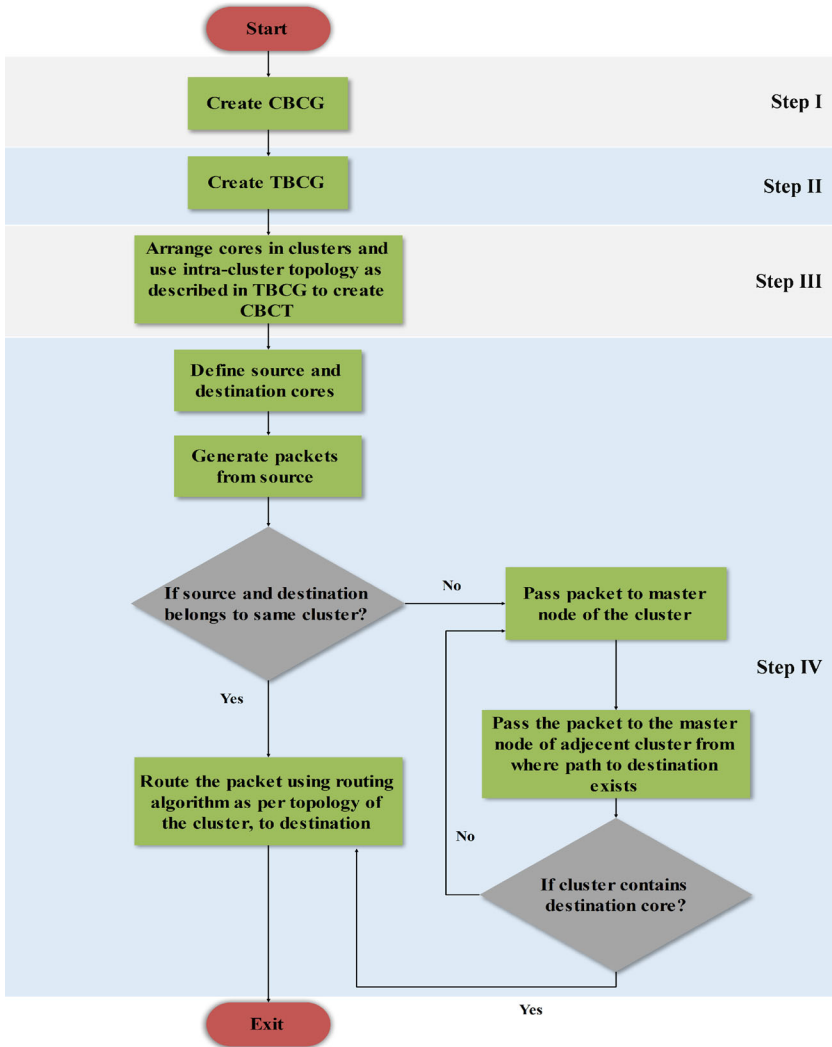 Start
Create CBCG
Step I
Create TBCG
Step II
Arrange cores in clusters and
use intra-cluster topology as
described in TBCG to create
CBCT
Step III
Define source and
destination cores
Generate packets
from source
If source and destination
belongs to same cluster?
No
Pass packet to master
node of the cluster
Step IV
Yes
Pass the packet to the master
node of adjecent cluster from
where path to destination
exists
Route the packet using routing
algorithm as per topology of
the cluster, to destination
No
If cluster contains
destination core?
Yes
Exit